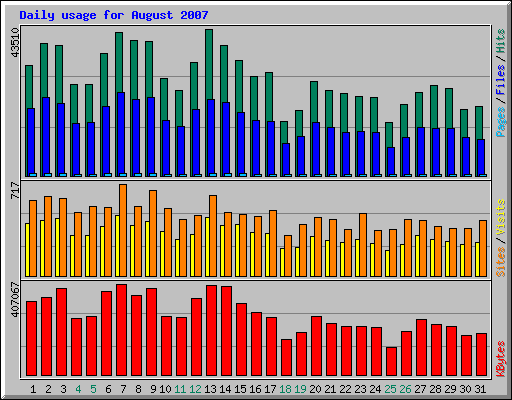 Daily usage for August 2007
43510
Pages / Files / Hits
717
Sites / Visits
407067
KBytes
1 2 3 4 5 6 7 8 9 10 11 12 13 14 15 16 17 18 19 20 21 22 23 24 25 26 27 28 29 30 31